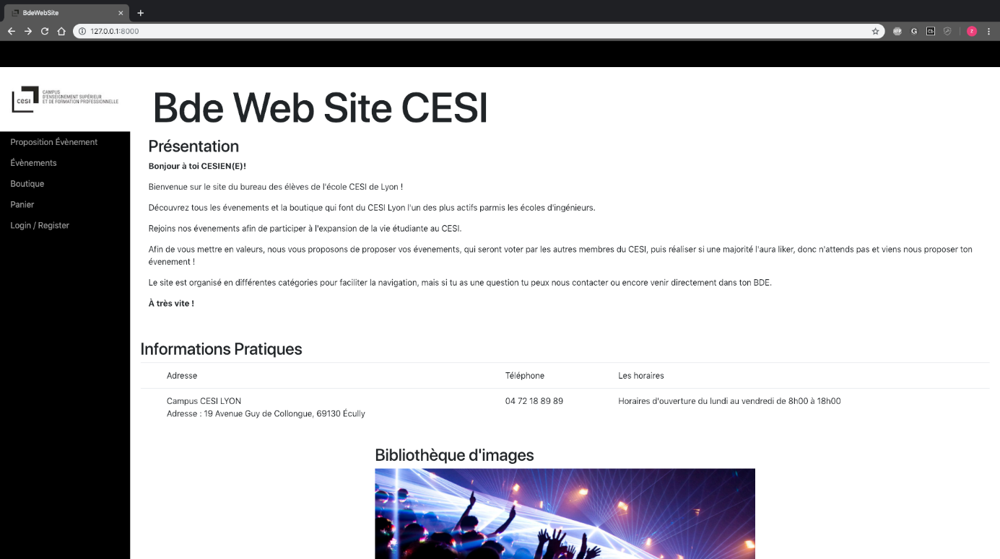 BdeWebSite
127.0.0.1:8000
G
z
cesi
CAMPUS
D'ENSEIGNEMENT SUPÉRIEUR
ET DE FORMATION PROFESSIONNELLE
Bde Web Site CESI
Proposition Évènement
Évènements
Boutique
Panier
Login / Register
Présentation
Bonjour à toi CESIEN(E)!
Bienvenue sur le site du bureau des élèves de l'école CESI de Lyon !
Découvrez tous les évenements et la boutique qui font du CESI Lyon l'un des plus actifs parmis les écoles d'ingénieurs.
Rejoins nos évenements afin de participer à l'expansion de la vie étudiante au CESI.
Afin de vous mettre en valeurs, nous vous proposons de proposer vos évenements, qui seront voter par les autres membres du CESI, puis réaliser si une majorité l'aura liker, donc n'attends pas et viens nous proposer ton
évenement !
Le site est organisé en différentes catégories pour faciliter la navigation, mais si tu as une question tu peux nous contacter ou encore venir directement dans ton BDE.
À très vite !
Informations Pratiques
Adresse Téléphone Les horaires
Campus CESI LYON 04 72 18 89 89 Horaires d'ouverture du lundi au vendredi de 8h00 à 18h00
Adresse : 19 Avenue Guy de Collongue, 69130 Écully
Bibliothèque d'images